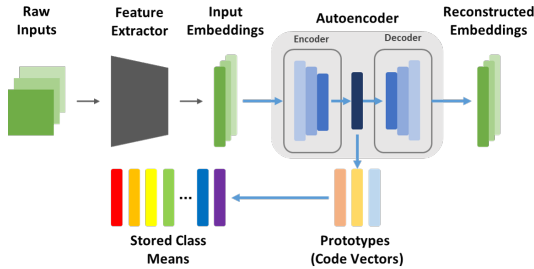 Raw
Inputs
Feature
Extractor
Input
Embeddings
Autoencoder
Encoder
Decoder
Reconstructed
Embeddings
...
Stored Class
Means
Prototypes
(Code Vectors)